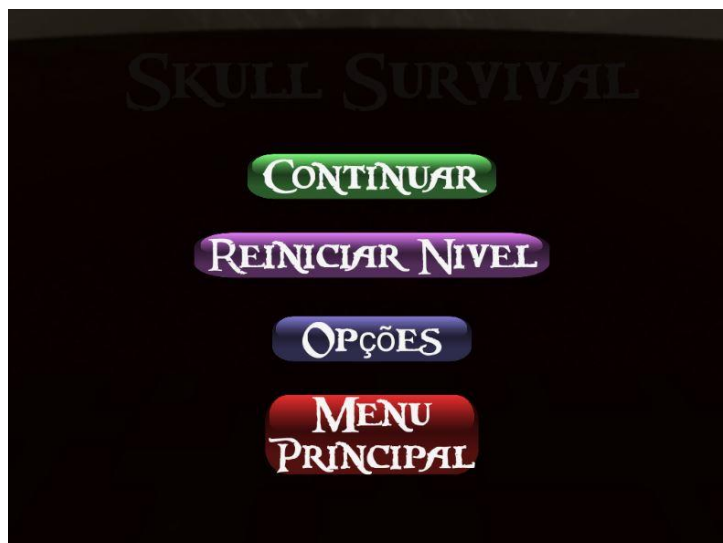 Skull Survival
Continuar
Reiniciar Nivel
Opções
Menu
Principal